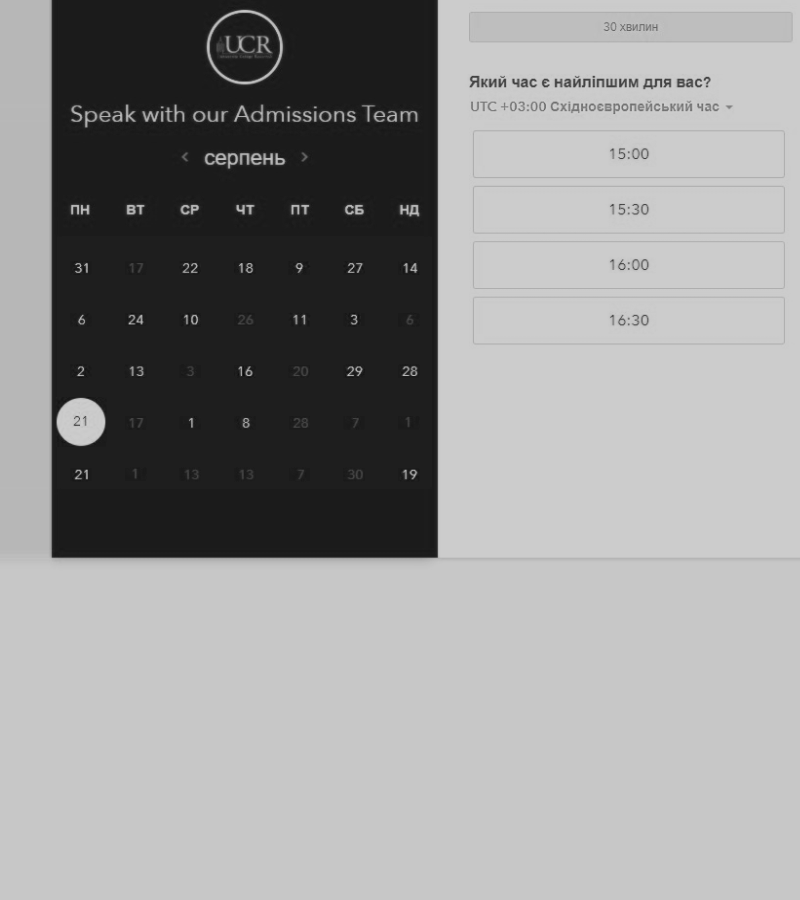 UCR
Speak with our Admissions Team
серпень
ПН ВТ СР ЧТ ПТ СБ НД
31 17 22 18 9 27 14
6 24 10 26 11 3 6
2 13 3 16 20 29 28
21 17 1 8 28 7 1
21 1 13 13 7 30 19
30 хвилин
Який час є найліпшим для вас?
UTC +03:00 Східноєвропейський час
15:00
15:30
16:00
16:30